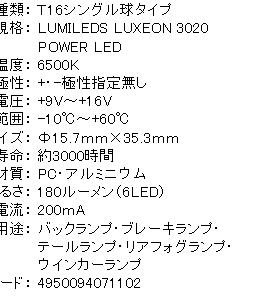 種類: T16シングル球タイプ
規格: LUMILEDS LUXEON 3020
POWER LED
温度: 6500K
極性: +・-極性指定無し
電圧: +9V～+16V
範囲: -10℃～+60℃
イズ: Φ15.7mm×35.3mm
寿命: 約3000時間
材質: PC・アルミニウム
るさ: 180ルーメン(6LED)
電流: 200mA
用途: バックランプ・ブレーキランプ・
テールランプ・リアフォグランプ・
ウインカーランプ
ード: 4950094071102